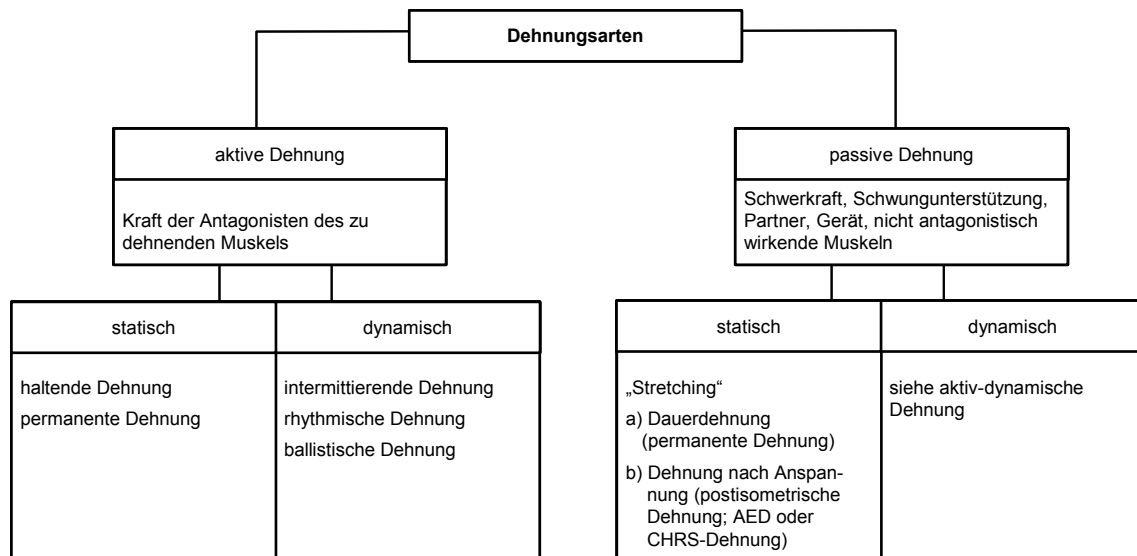 Dehnungsarten
aktive Dehnung
Kraft der Antagonisten des zu
dehnenden Muskels
statisch
haltende Dehnung
permanente Dehnung
dynamisch
intermittierende Dehnung
rhythmische Dehnung
ballistische Dehnung
passive Dehnung
Schwerkraft, Schwungunterstützung,
Partner, Gerät, nicht antagonistisch
wirkende Muskeln
statisch
„Stretching“
a) Dauerdehnung
(permanente Dehnung)
b) Dehnung nach Anspan-
nung (postisometrische
Dehnung; AED oder
CHRS-Dehnung)
dynamisch
siehe aktiv-dynamische
Dehnung